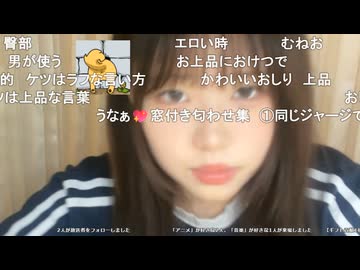 臀部
エロい時
むねお
男が使う
お上品におけつで
的　ケツはラフな言い方
かわいいおしり　上品
ツは上品な言葉
お
うなぁ💖窓付き匂わせ集　①同じジャージで
2人が放送者をフォローしました
「アニメ」が好き
「音楽」が好きな1人が来場しました
【ギフト